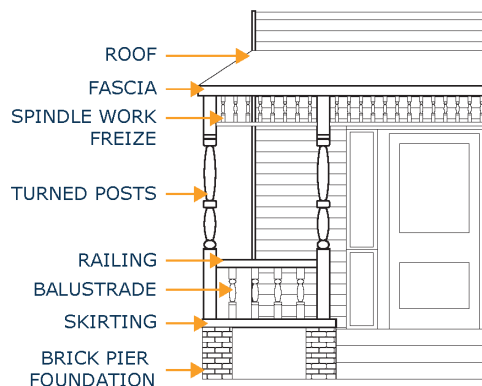 ROOF
FASCIA
SPINDLE WORK
FREIZE
TURNED POSTS
RAILING
BALUSTRADE
SKIRTING
BRICK PIER
FOUNDATION